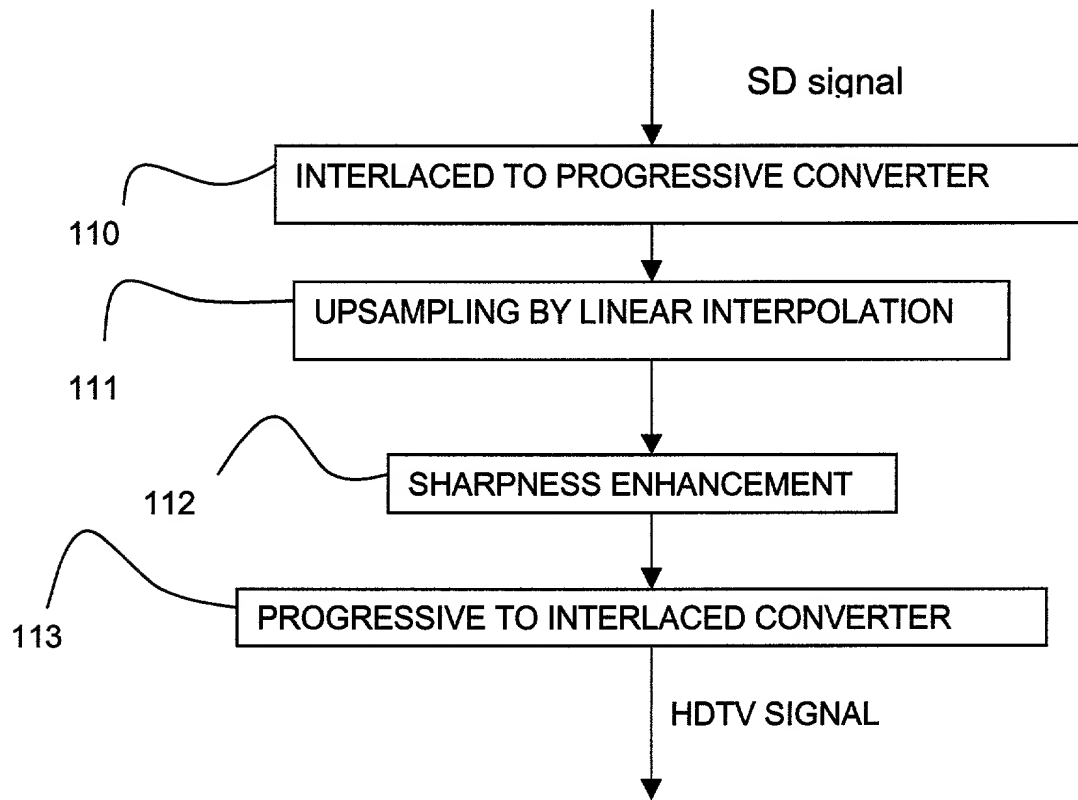 SD signal
INTERLACED TO PROGRESSIVE CONVERTER
110
UPSAMPLING BY LINEAR INTERPOLATION
111
SHARPNESS ENHANCEMENT
112
PROGRESSIVE TO INTERLACED CONVERTER
113
HDTV SIGNAL